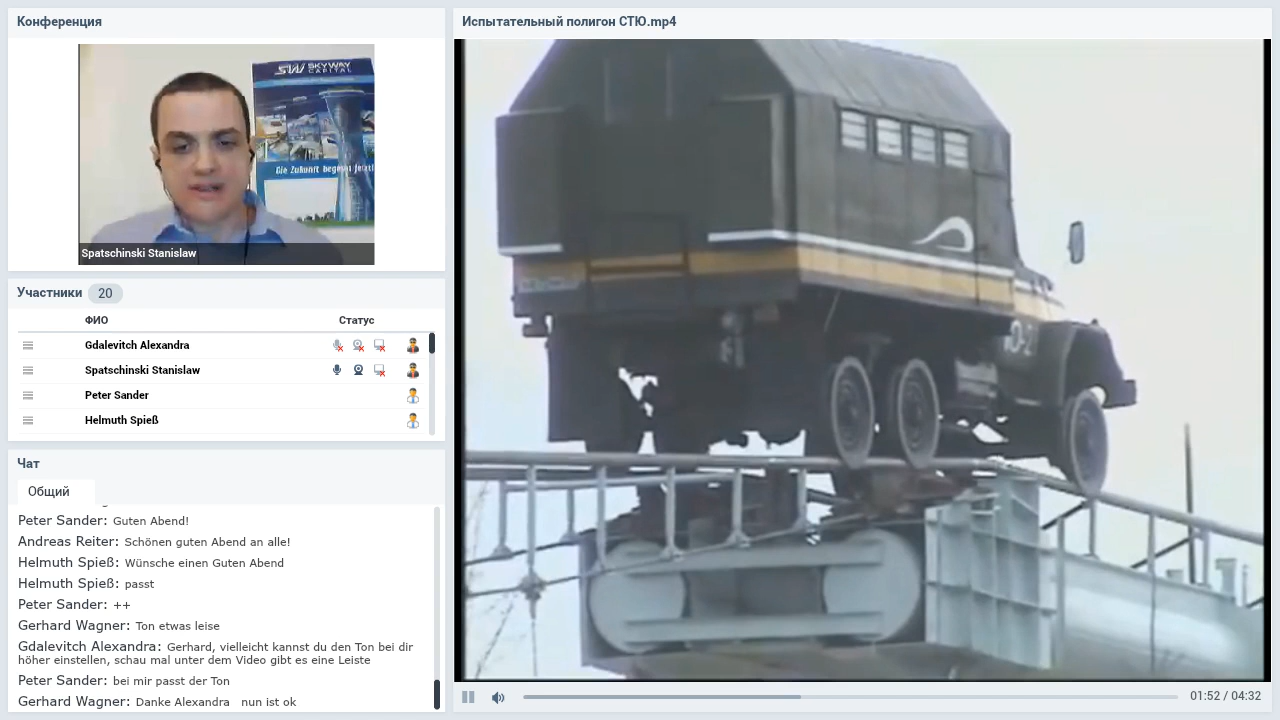 Конференция
SW SKYWAY
CAPITAL
Die Zukunft beginnt jetzt
Spatschinski Stanislaw
Участники 20
ФИО Статус
Gdalevitch Alexandra
Spatschinski Stanislaw
Peter Sander
Helmuth Spieß
Чат
Общий
Peter Sander: Guten Abend!
Andreas Reiter: Schönen guten Abend an alle!
Helmuth Spieß: Wünsche einen Guten Abend
Helmuth Spieß: passt
Peter Sander: ++
Gerhard Wagner: Ton etwas leise
Gdalevitch Alexandra: Gerhard, vielleicht kannst du den Ton bei dir
höher einstellen, schau mal unter dem Video gibt es eine Leiste
Peter Sander: bei mir passt der Ton
Gerhard Wagner: Danke Alexandra nun ist ok
Испытательный полигон СТЮ.mp4
01:52 / 04:32